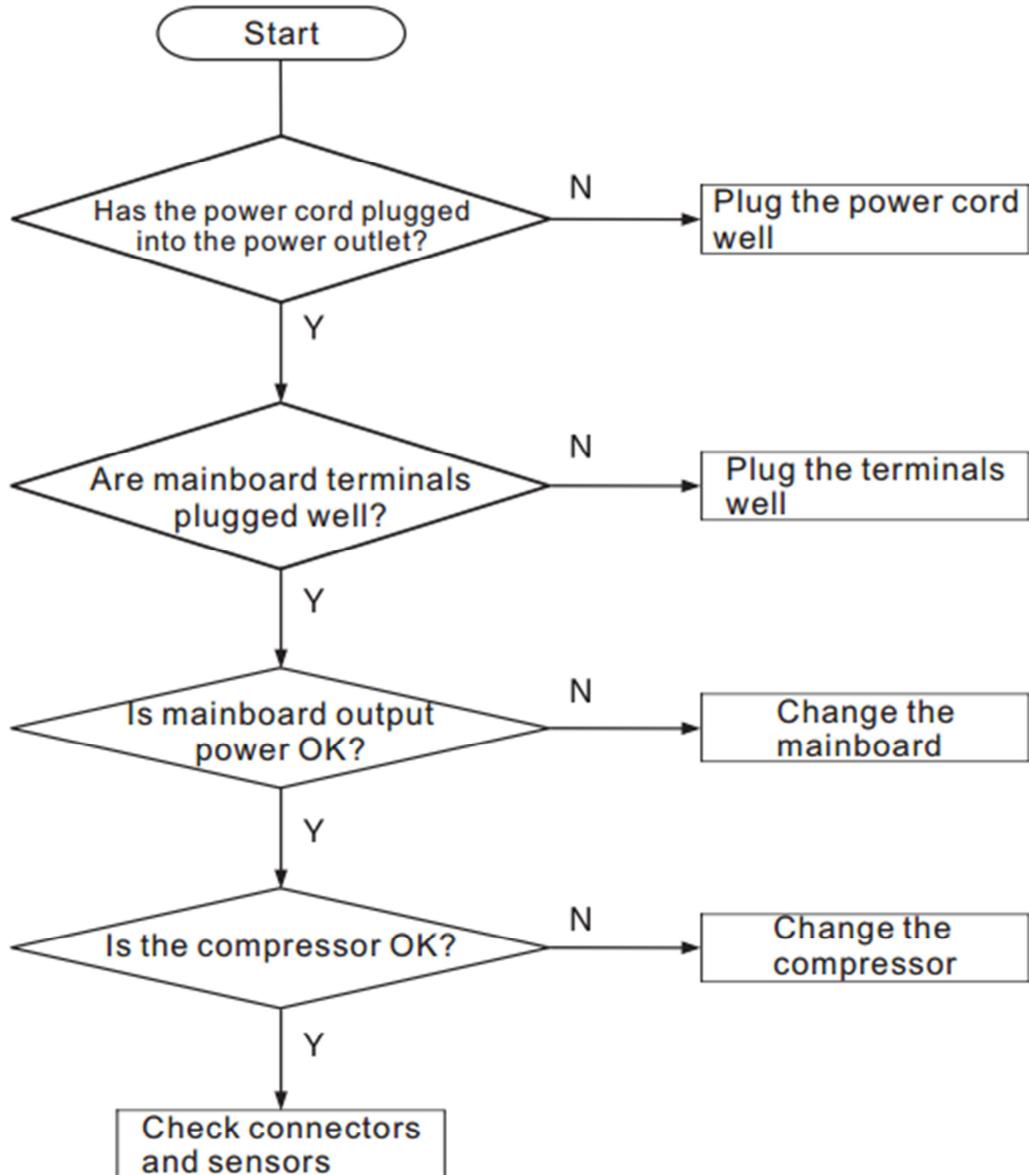 Start
Has the power cord plugged
into the power outlet?
N
Plug the power cord
well
Y
Are mainboard terminals
plugged well?
N
Plug the terminals
well
Y
Is mainboard output
power OK?
N
Change the
mainboard
Y
Is the compressor OK?
N
Change the
compressor
Y
Check connectors
and sensors